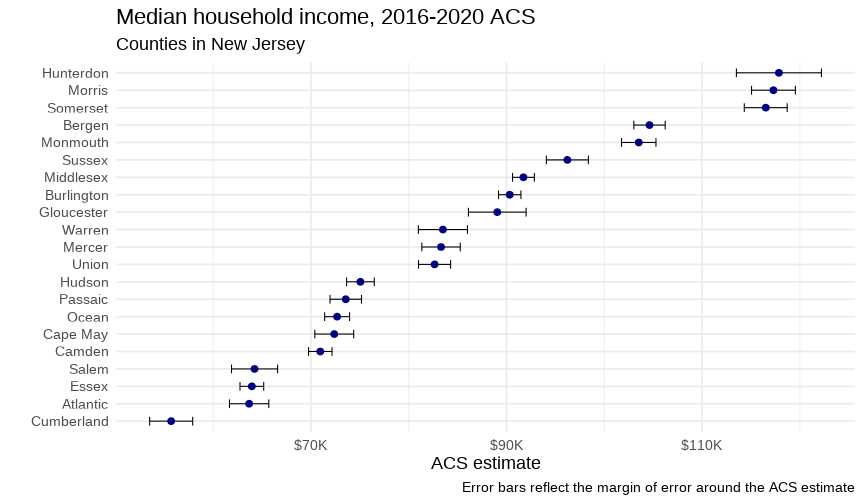 Median household income, 2016-2020 ACS
Counties in New Jersey
Hunterdon
Morris
Somerset
Bergen
Monmouth
Sussex
Middlesex
Burlington
Gloucester
Warren
Mercer
Union
Hudson
Passaic
Ocean
Cape May
Camden
Salem
Essex
Atlantic
Cumberland
$70K $90K $110K
ACS estimate
Error bars reflect the margin of error around the ACS estimate